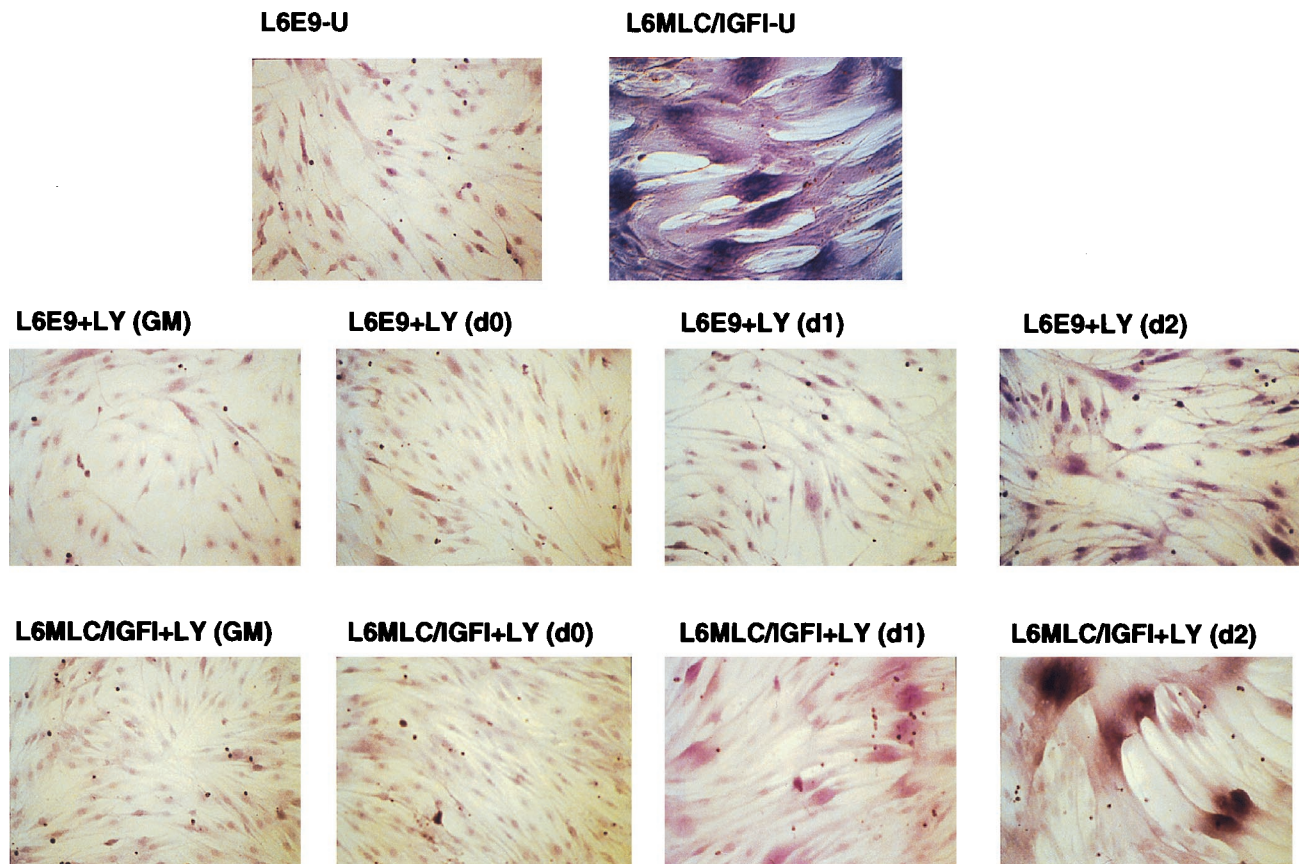 L6E9-U
L6MLC/IGFI-U
L6E9+LY (GM)
L6E9+LY (d0)
L6E9+LY (d1)
L6E9+LY (d2)
L6MLC/IGFI+LY (GM)
L6MLC/IGFI+LY (d0)
L6MLC/IGFI+LY (d1)
L6MLC/IGFI+LY (d2)